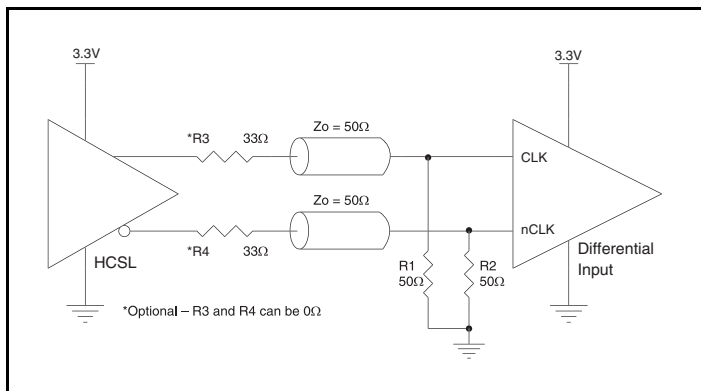 3.3V
3.3V
*R3
33Ω
Zo = 50Ω
CLK
Zo = 50Ω
nCLK
*R4
33Ω
HCSL
R1
50Ω
R2
50Ω
Differential
Input
*Optional – R3 and R4 can be 0Ω